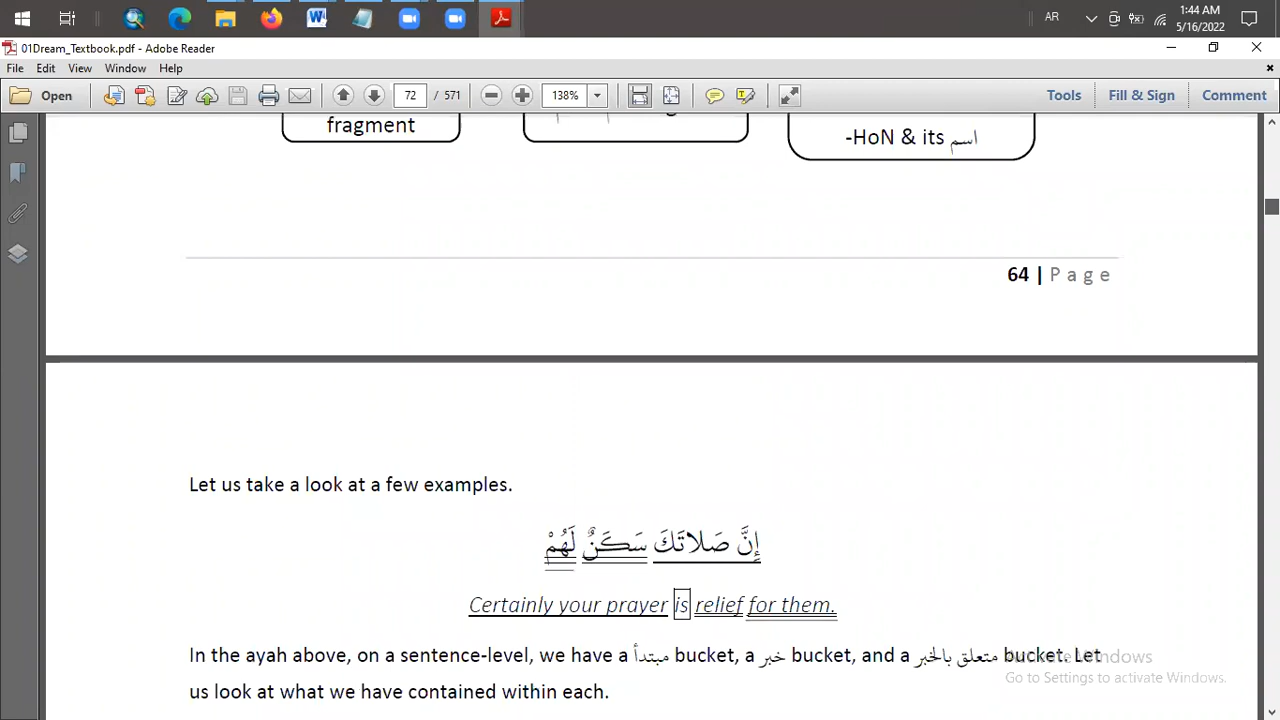 1:44 AM
AR
5/16/2022
01Dream_Textbook.pdf - Adobe Reader
File Edit View Window Help
Open 72 / 571 138% Tools Fill & Sign Comment
fragment
-HoN & its اسم
64 | P a g e
Let us take a look at a few examples.
إِنَّ صَلاتَكَ سَكَنٌ لَهُمْ
Certainly your prayer is relief for them.
In the ayah above, on a sentence-level, we have a مبتدأ bucket, a خبر bucket, and a متعلق بالخبر bucket. Let
us look at what we have contained within each.
Activate Windows
Go to Settings to activate Windows.